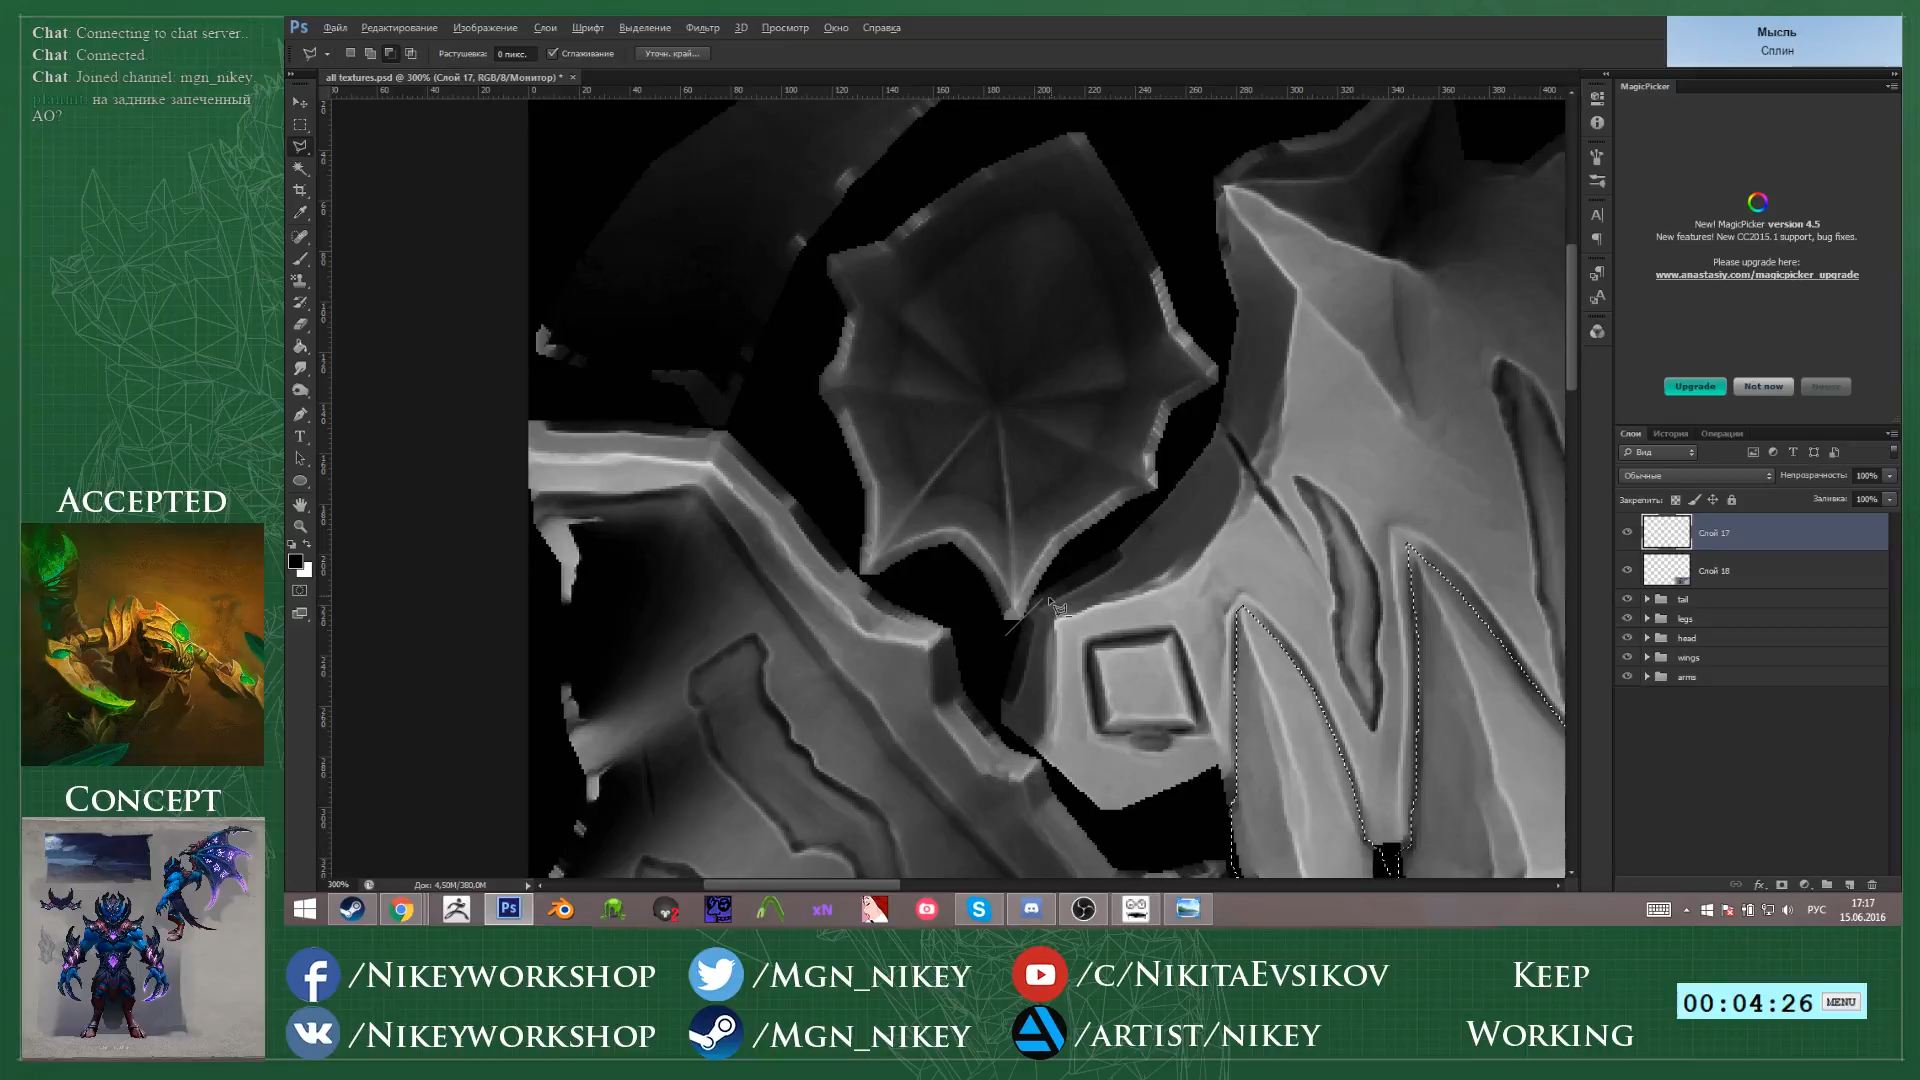 Chat: Connecting to chat server..
Chat: Connected
Chat: Joined channel: mgn_nikey.
на заднике запеченный
АО?
Accepted
Concept
Ps
Файл Редактирование Изображение Слои Шрифт Выделение Фильтр 3D Просмотр Окно Справка
Растушевка: 0 пикс. Сглаживание Уточн. край...
all textures.psd @ 300% (Слой 17, RGB/8/Монитор) * ×
Мысль
Сплин
MagicPicker
New! MagicPicker version 4.5
New features! New CC2015.1 support, bug fixes.
Please upgrade here:
www.anastasiy.com/magicpicker_upgrade
Upgrade Not now
Слои История Операции
Вид
Обычные Непрозрачность: 100%
Закрепить: Заливка: 100%
Слой 17
Слой 18
tail
legs
head
wings
arms
300% Док: 4,50M/380,0M
РУС 17:17
15.06.2016
/Nikeyworkshop /Mgn_nikey /c/NikitaEvsikov Keep
/Nikeyworkshop /Mgn_nikey /artist/nikey Working
00:04:26 MENU